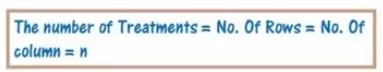 The number of Treatments = No. Of Rows = No. Of
column = n